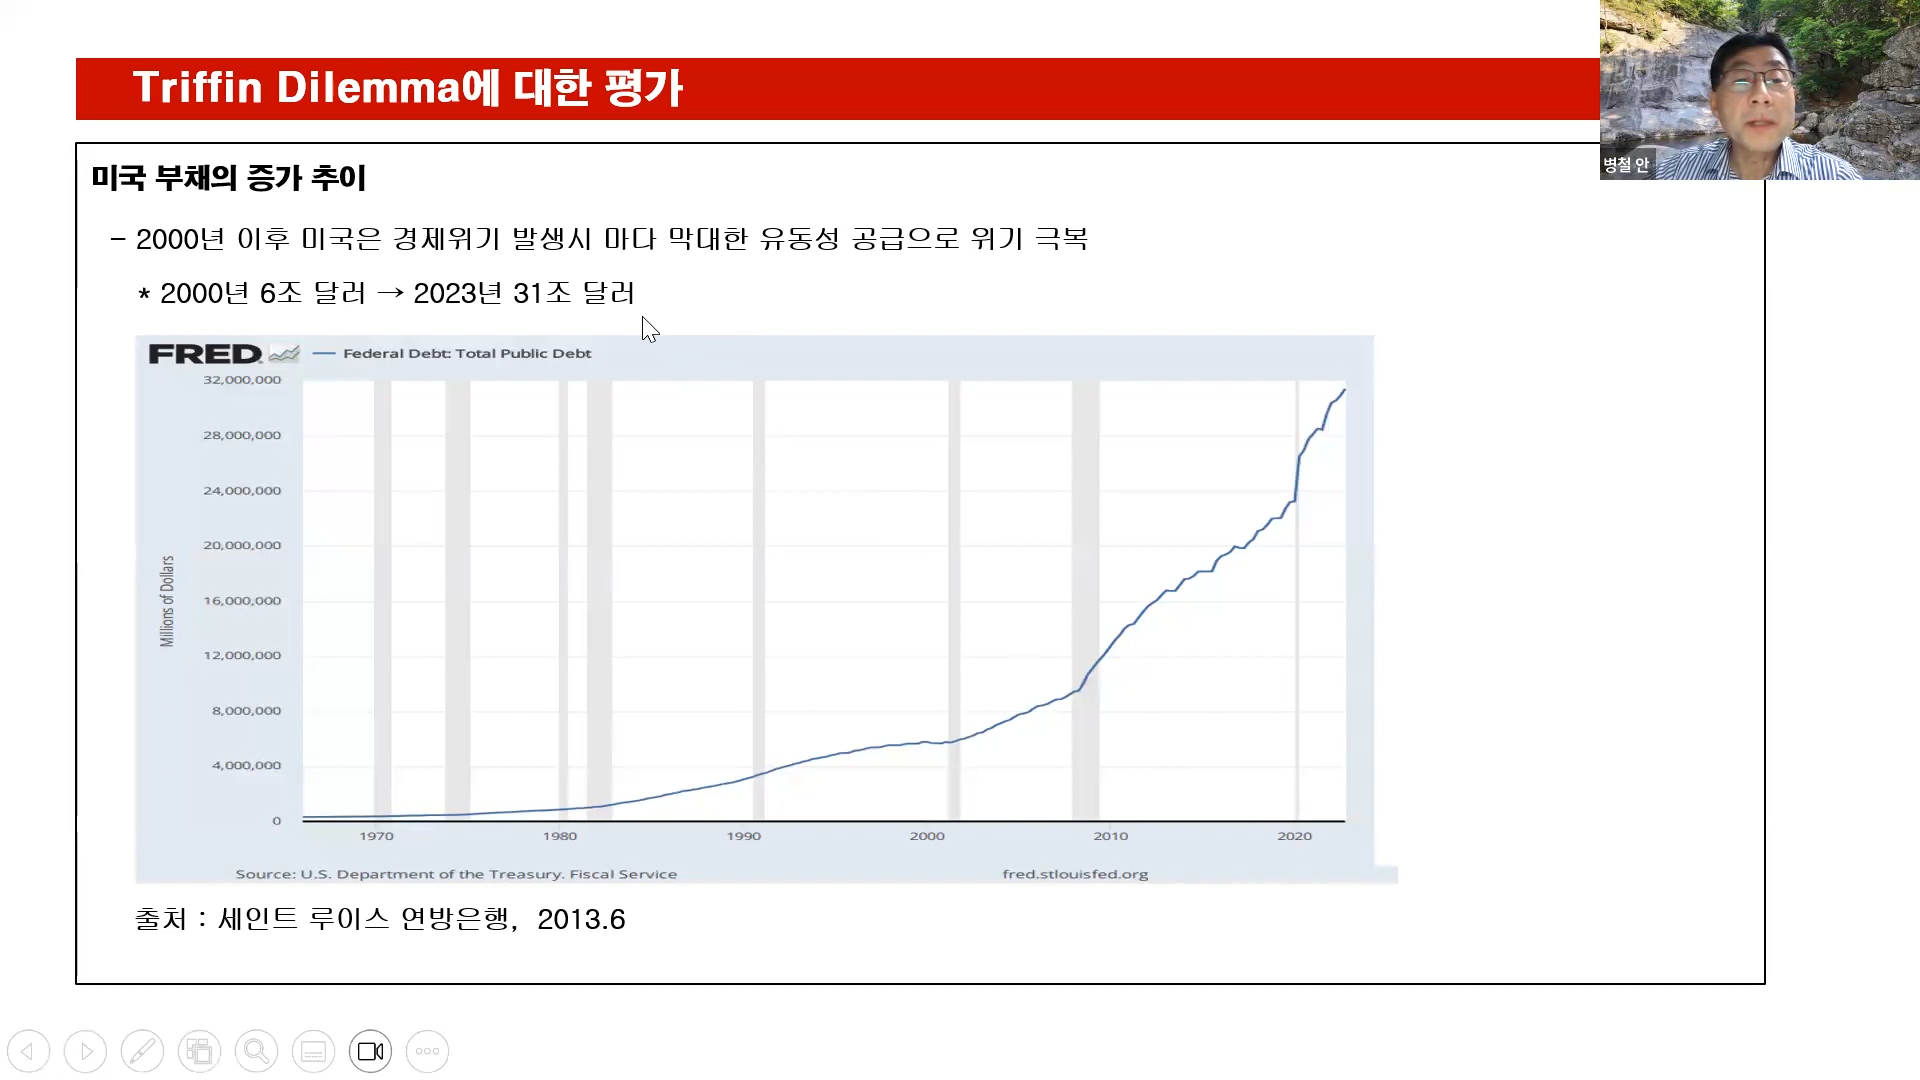 Triffin Dilemma에 대한 평가
병철 안
미국 부채의 증가 추이
− 2000년 이후 미국은 경제위기 발생시 마다 막대한 유동성 공급으로 위기 극복
* 2000년 6조 달러 → 2023년 31조 달러
FRED
Federal Debt: Total Public Debt
32,000,000
28,000,000
24,000,000
20,000,000
16,000,000
12,000,000
8,000,000
4,000,000
0
Millions of Dollars
1970 1980 1990 2000 2010 2020
Source: U.S. Department of the Treasury. Fiscal Service
fred.stlouisfed.org
출처 : 세인트 루이스 연방은행, 2013.6